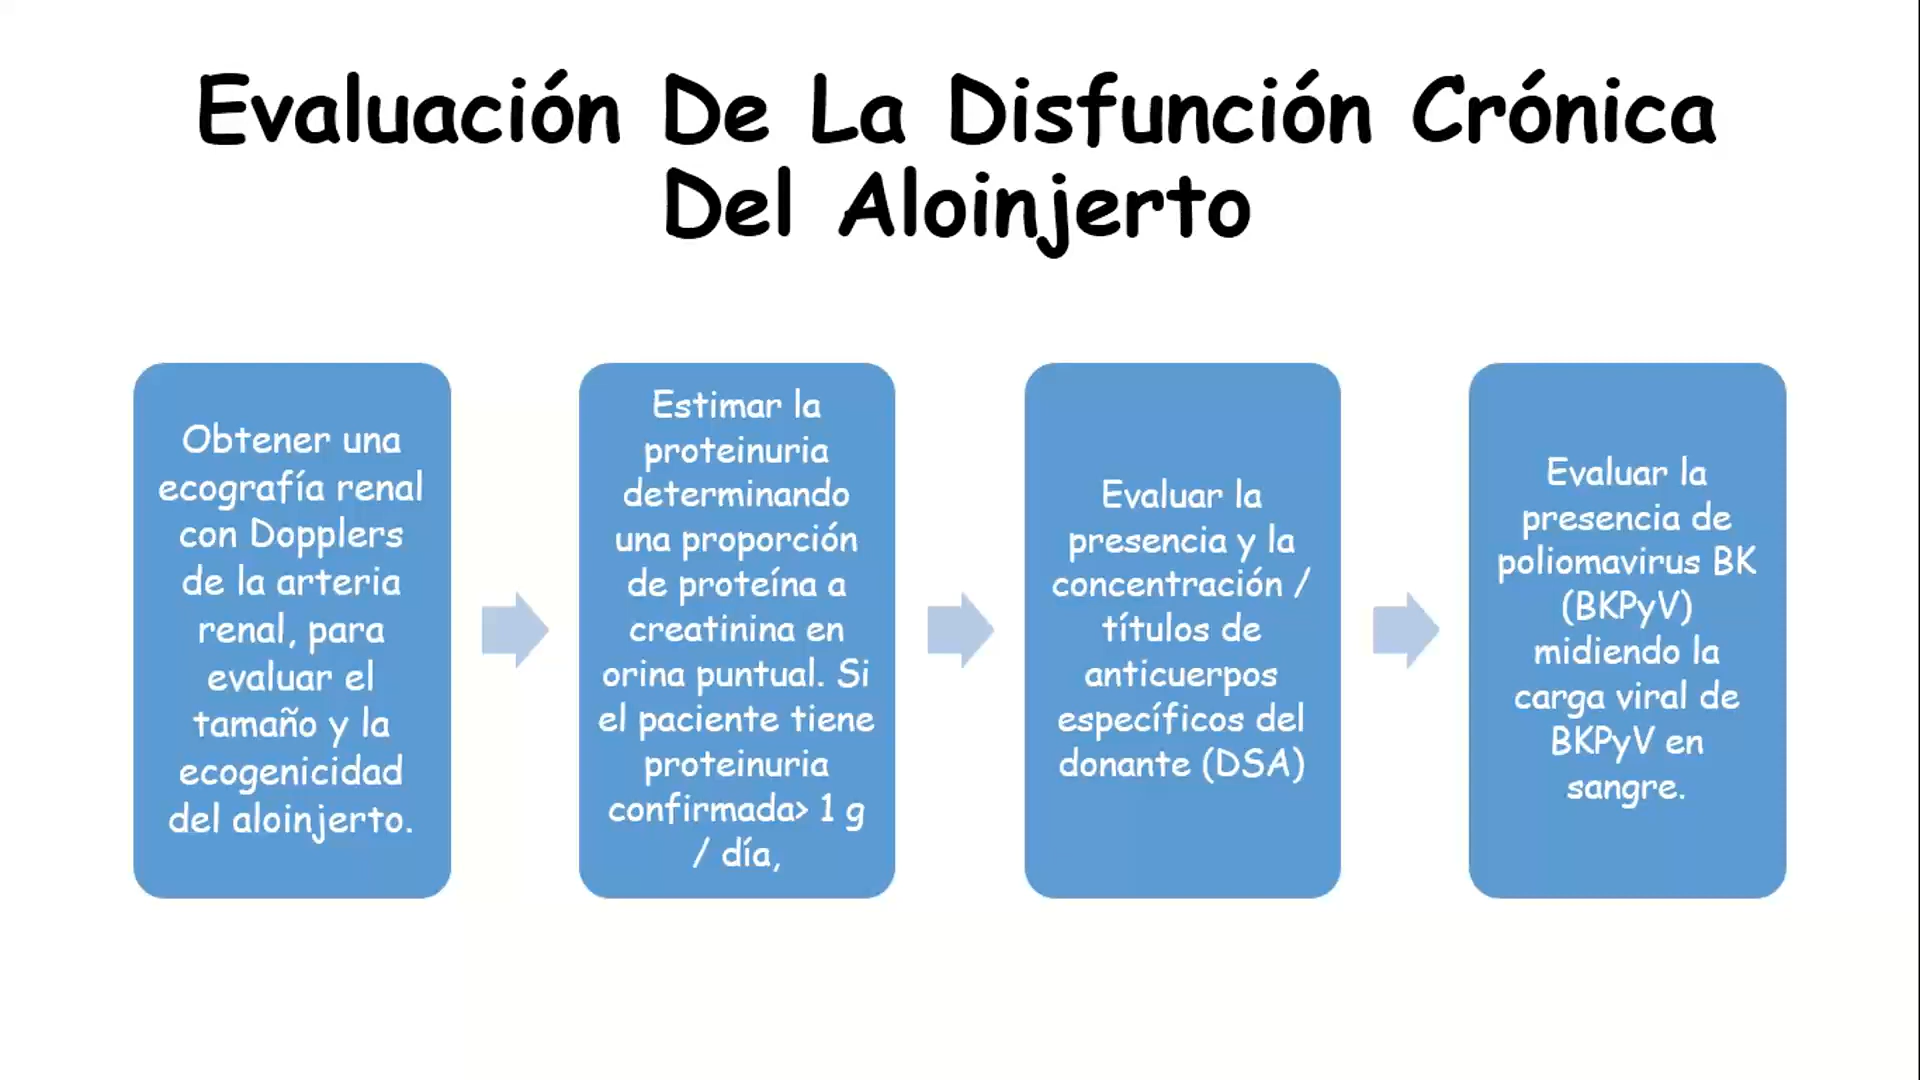 Evaluación De La Disfunción Crónica
Del Aloinjerto
Obtener una
ecografía renal
con Dopplers
de la arteria
renal, para
evaluar el
tamaño y la
ecogenicidad
del aloinjerto.
Estimar la
proteinuria
determinando
una proporción
de proteína a
creatinina en
orina puntual. Si
el paciente tiene
proteinuria
confirmada> 1 g
/ día,
Evaluar la
presencia y la
concentración /
títulos de
anticuerpos
específicos del
donante (DSA)
Evaluar la
presencia de
poliomavirus BK
(BKPyV)
midiendo la
carga viral de
BKPyV en
sangre.